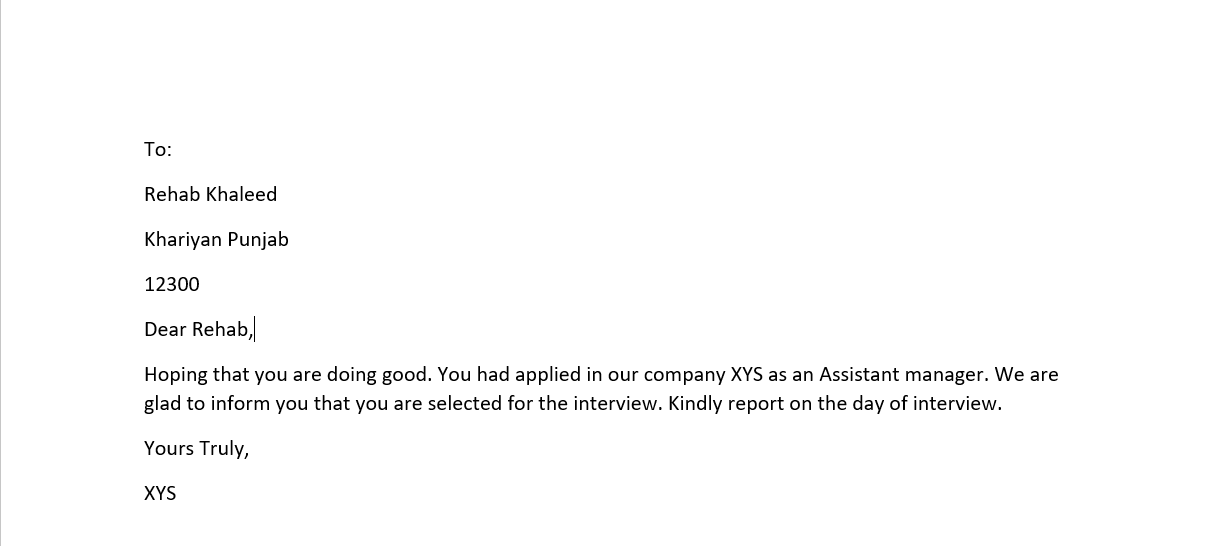 To:
Rehab Khaleed
Khariyan Punjab
12300
Dear Rehab,
Hoping that you are doing good. You had applied in our company XYS as an Assistant manager. We are
glad to inform you that you are selected for the interview. Kindly report on the day of interview.
Yours Truly,
XYS